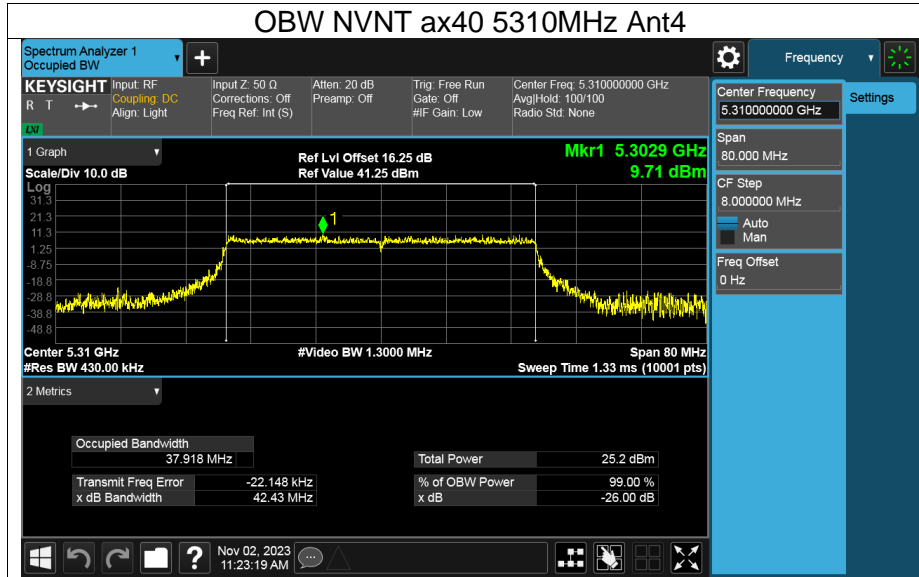 OBW NVNT ax40 5310MHz Ant4
Spectrum Analyzer 1
Occupied BW
+
Frequency
KEYSIGHT
R T
LXI
Input: RF
Coupling: DC
Align: Light
Input Z: 50 Ω
Corrections: Off
Freq Ref: Int (S)
Atten: 20 dB
Preamp: Off
Trig: Free Run
Gate: Off
#IF Gain: Low
Center Freq: 5.310000000 GHz
Avg|Hold: 100/100
Radio Std: None
Center Frequency
5.310000000 GHz
Settings
Span
80.000 MHz
CF Step
8.000000 MHz
Auto
Man
Freq Offset
0 Hz
1 Graph
Ref Lvl Offset 16.25 dB
Mkr1 5.3029 GHz
Scale/Div 10.0 dB
Ref Value 41.25 dBm
9.71 dBm
Log
31.3
21.3
11.3
1.25
-8.75
-18.8
-28.8
-38.8
-48.8
1
Center 5.31 GHz
#Video BW 1.3000 MHz
Span 80 MHz
#Res BW 430.00 kHz
Sweep Time 1.33 ms (10001 pts)
2 Metrics
Occupied Bandwidth
37.918 MHz
Total Power 25.2 dBm
Transmit Freq Error -22.148 kHz
% of OBW Power 99.00 %
x dB Bandwidth 42.43 MHz
x dB -26.00 dB
?
Nov 02, 2023
11:23:19 AM